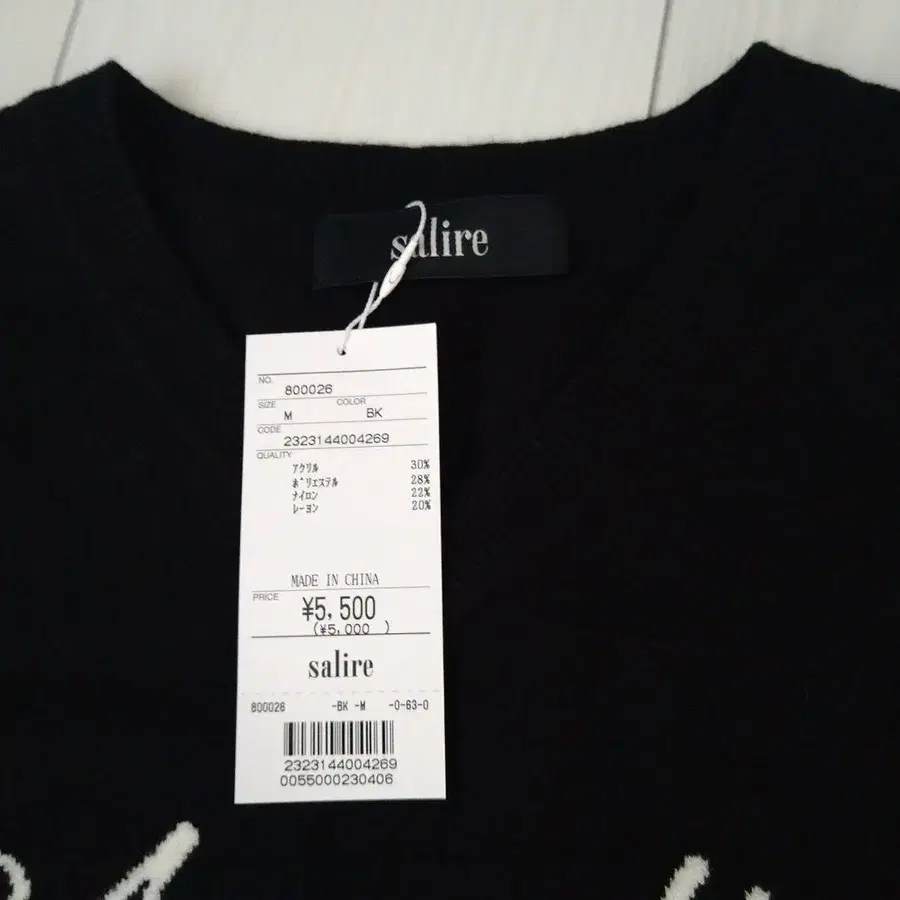 salire
NO. 800026
SIZE M COLOR BK
CODE 2323144004269
QUALITY
アクリル 30%
ポリエステル 28%
ナイロン 22%
レーヨン 20%
MADE IN CHINA
PRICE ¥5,500
(¥5,000 )
salire
800026 -BK -M -0-63-0
2323144004269
0055000230406